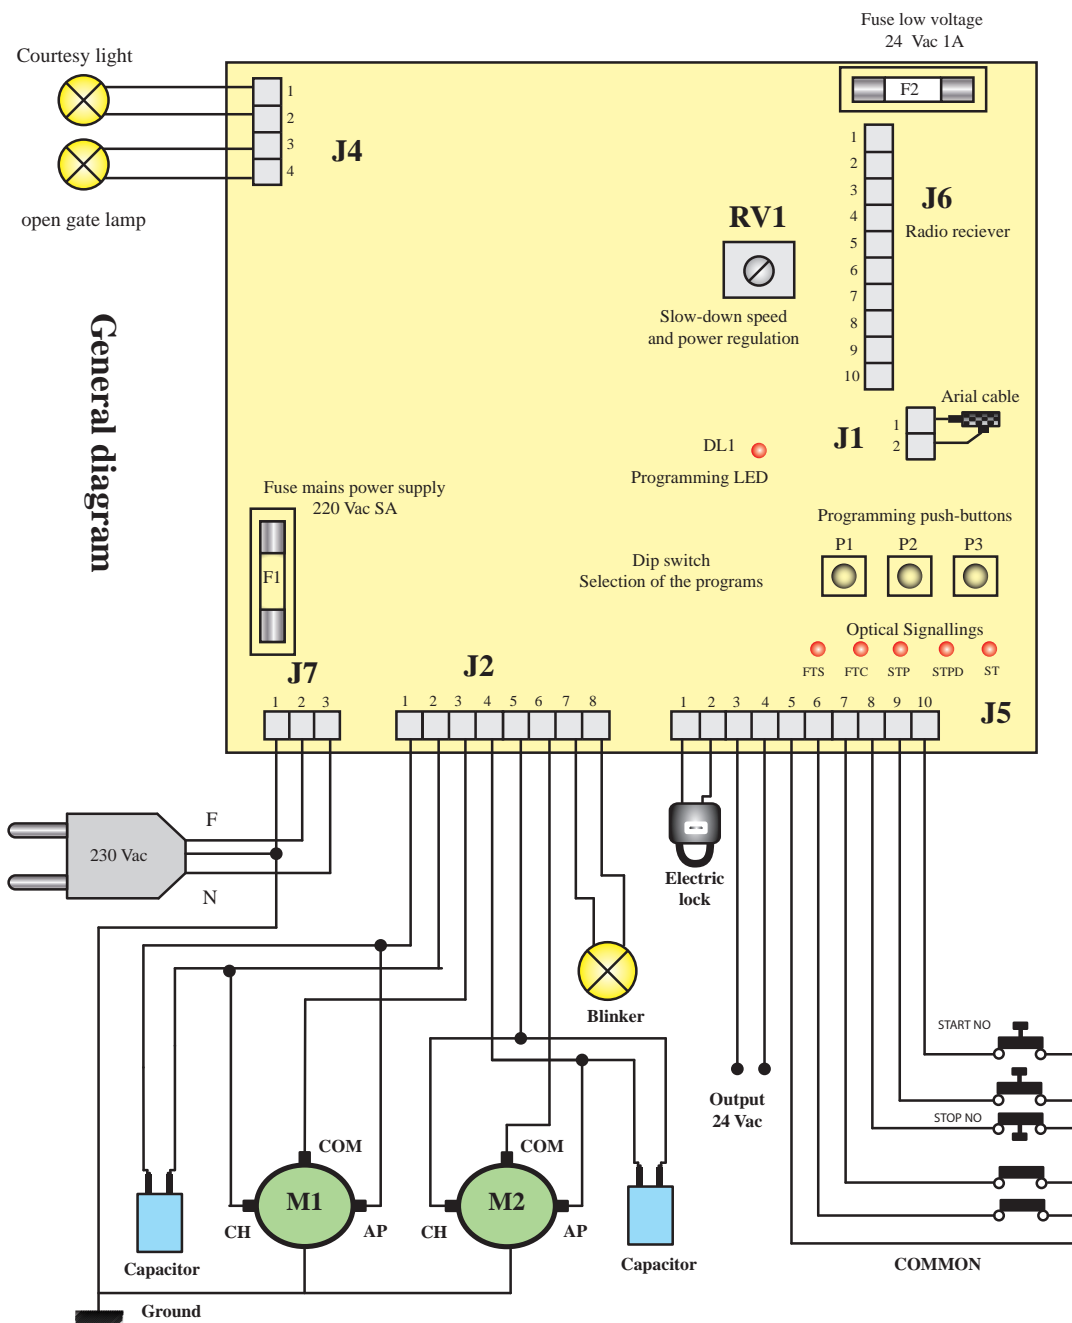 Fuse low voltage
24 Vac 1A
F2
Courtesy light
1
2
3
4
J4
open gate lamp
General diagram
RV1
Slow-down speed
and power regulation
1
2
3
4
5
6
7
8
9
10
J6
Radio reciever
Arial cable
J1
1
2
DL1
Programming LED
Fuse mains power supply
220 Vac SA
F1
Programming push-buttons
P1 P2 P3
Dip switch
Selection of the programs
Optical Signallings
FTS FTC STP STPD ST
J7
1 2 3
J2
1 2 3 4 5 6 7 8
J5
1 2 3 4 5 6 7 8 9 10
230 Vac
F
N
Electric
lock
Blinker
Output
24 Vac
START NO
STOP NO
COMMON
COM
M1
CH
AP
COM
M2
CH
AP
Capacitor
Capacitor
Ground